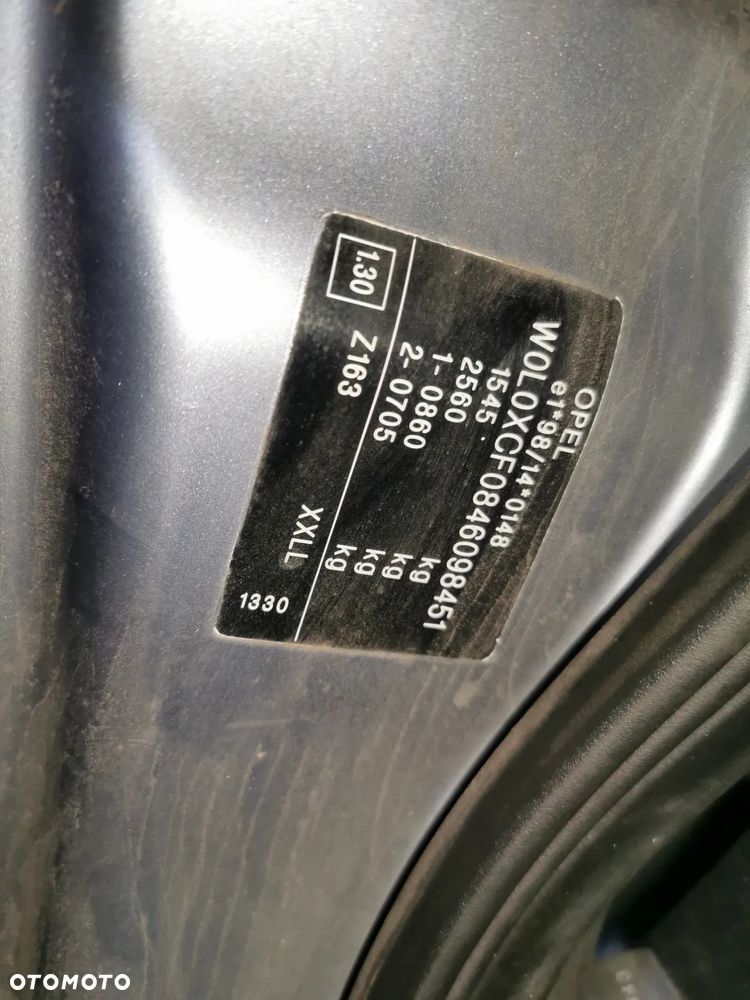 OPEL
e1*98/14*0148
W0L0XCF0846098451
1545 kg
2560 kg
1- 0860 kg
2- 0705 kg
1.30 Z163 XXLL 1330
OTOMOTO